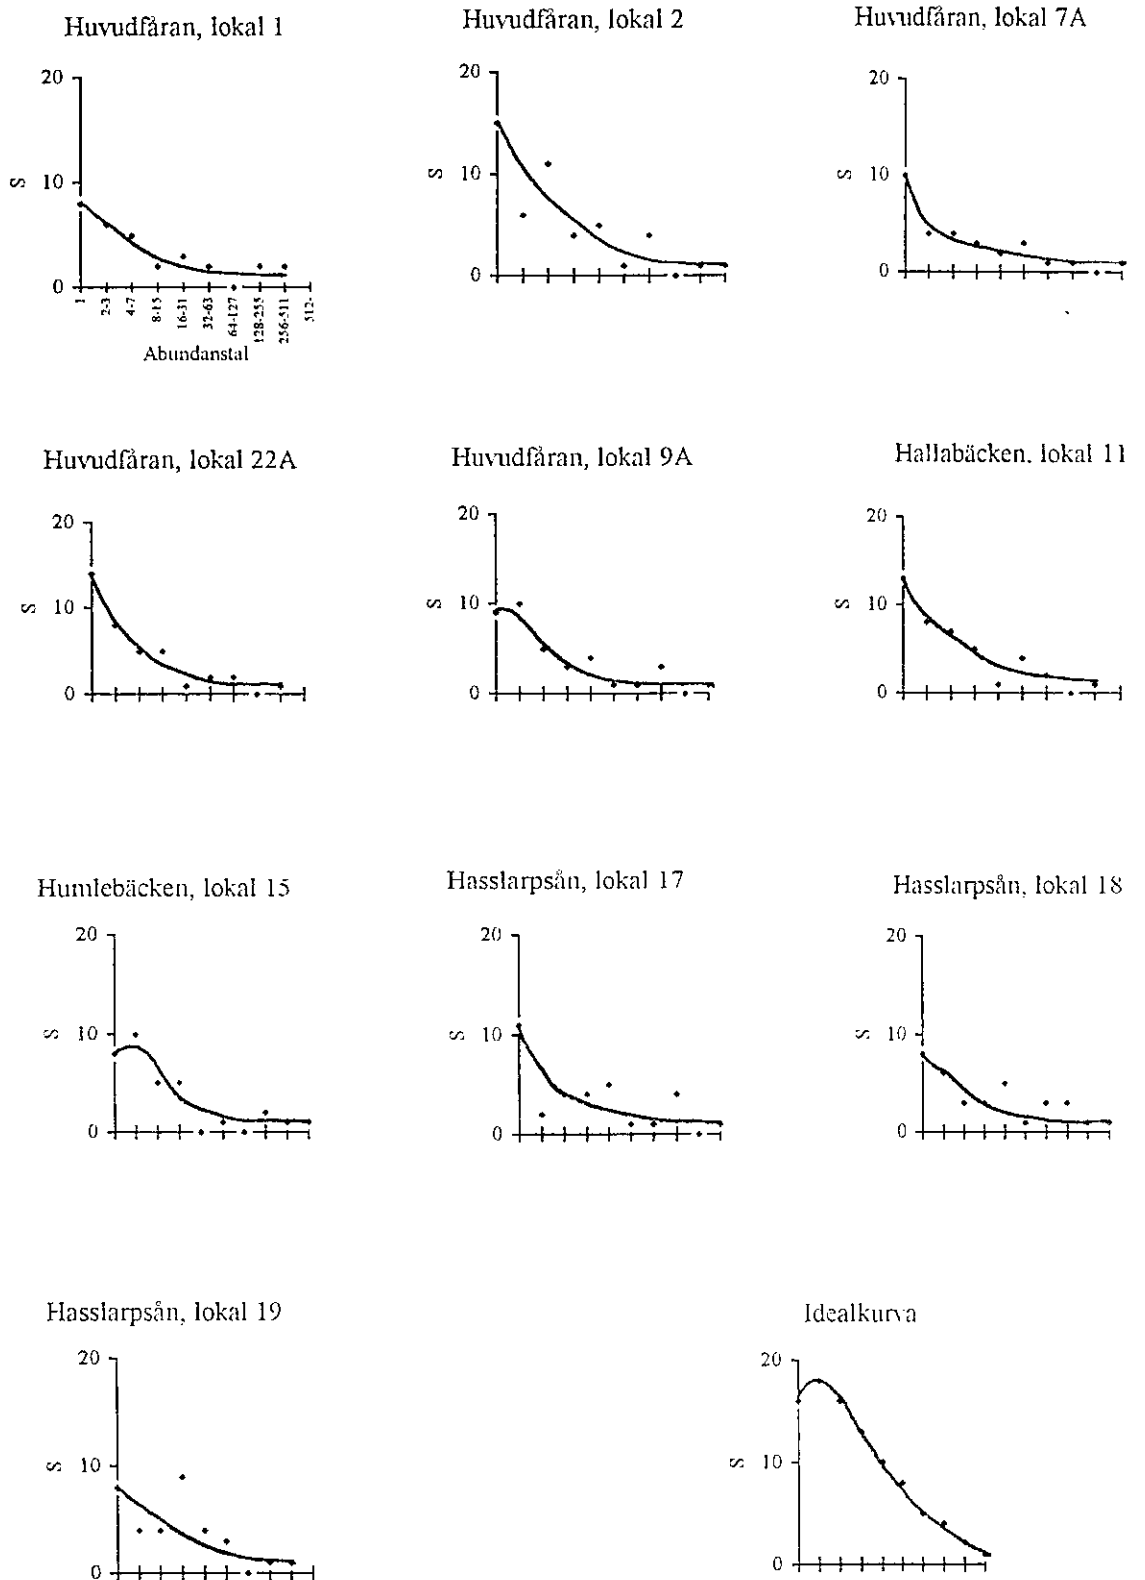 Huvudfåran, lokal 1
Huvudfåran, lokal 2
Huvudfåran, lokal 7A
20
10
0
S
1
2-3
4-7
8-15
16-31
32-63
64-127
128-255
256-511
512-
Abundanstal
20
10
0
S
20
10
0
S
Huvudfåran, lokal 22A
Huvudfåran, lokal 9A
Hallabäcken, lokal 11
20
10
0
S
20
10
0
S
20
10
0
S
Humlebäcken, lokal 15
Hasslarpsån, lokal 17
Hasslarpsån, lokal 18
20
10
0
S
20
10
0
S
20
10
0
S
Hasslarpsån, lokal 19
Idealkurva
20
10
0
S
20
10
0
S